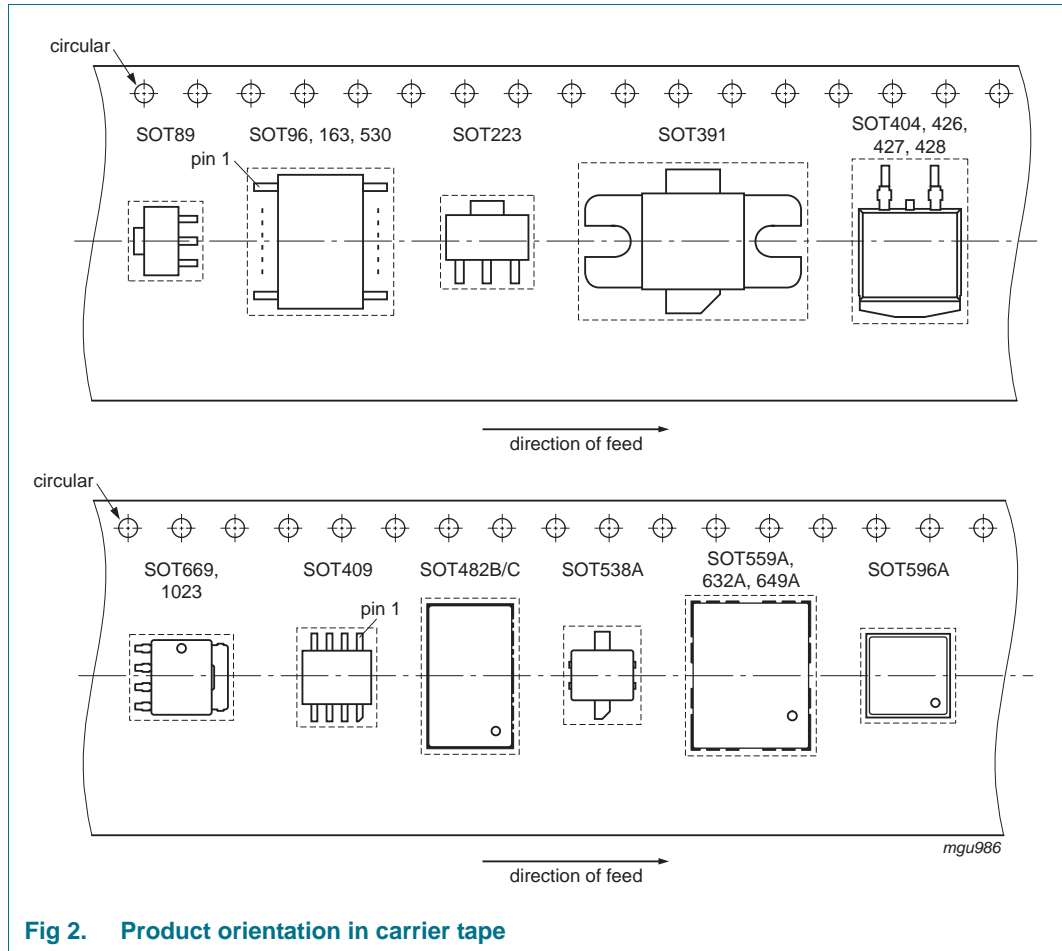 circular
SOT89
SOT96, 163, 530
SOT223
SOT391
SOT404, 426,
427, 428
pin 1
direction of feed
circular
SOT669,
1023
SOT409
SOT482B/C
SOT538A
SOT559A,
632A, 649A
SOT596A
pin 1
mgu986
direction of feed
Fig 2. Product orientation in carrier tape